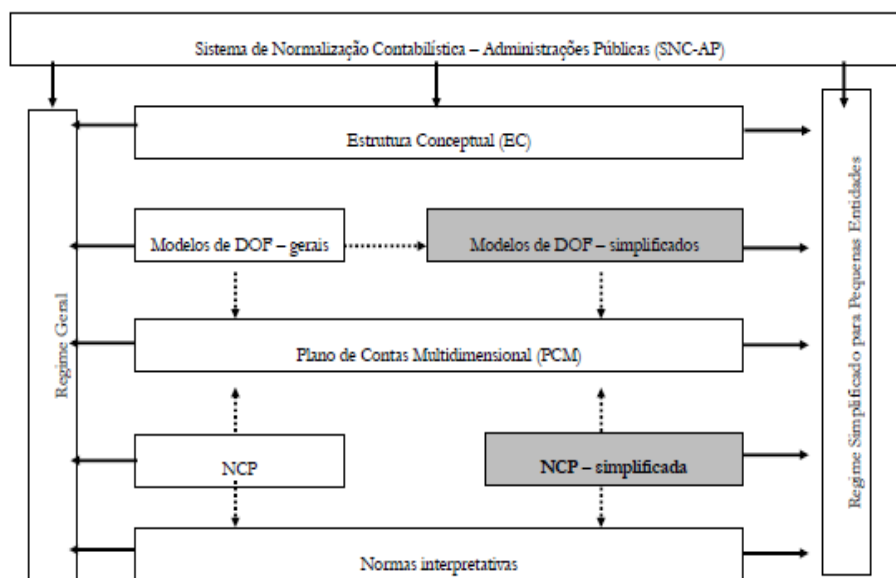 Sistema de Normalização Contabilística – Administrações Públicas (SNC-AP)
Estrutura Conceptual (EC)
Modelos de DOF – gerais
Modelos de DOF – simplificados
Plano de Contas Multidimensional (PCM)
NCP
NCP – simplificada
Normas interpretativas
Regime Geral
Regime Simplificado para Pequenas Entidades